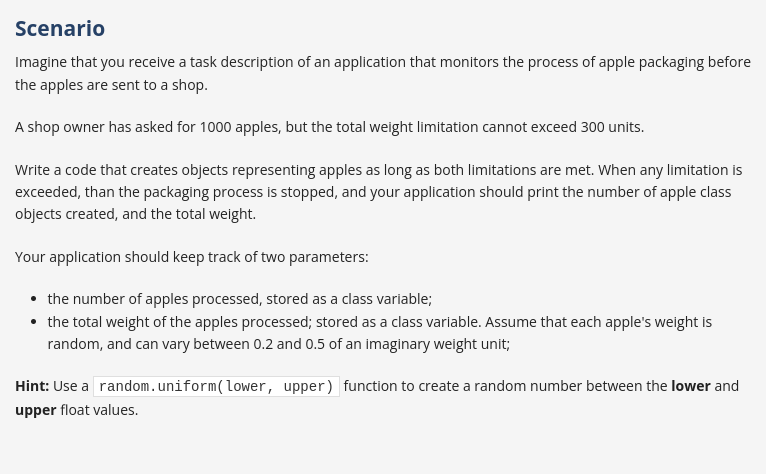 Scenario
Imagine that you receive a task description of an application that monitors the process of apple packaging before
the apples are sent to a shop.
A shop owner has asked for 1000 apples, but the total weight limitation cannot exceed 300 units.
Write a code that creates objects representing apples as long as both limitations are met. When any limitation is
exceeded, than the packaging process is stopped, and your application should print the number of apple class
objects created, and the total weight.
Your application should keep track of two parameters:
• the number of apples processed, stored as a class variable;
• the total weight of the apples processed; stored as a class variable. Assume that each apple's weight is
random, and can vary between 0.2 and 0.5 of an imaginary weight unit;
Hint: Use a random.uniform(lower, upper) function to create a random number between the lower and
upper float values.